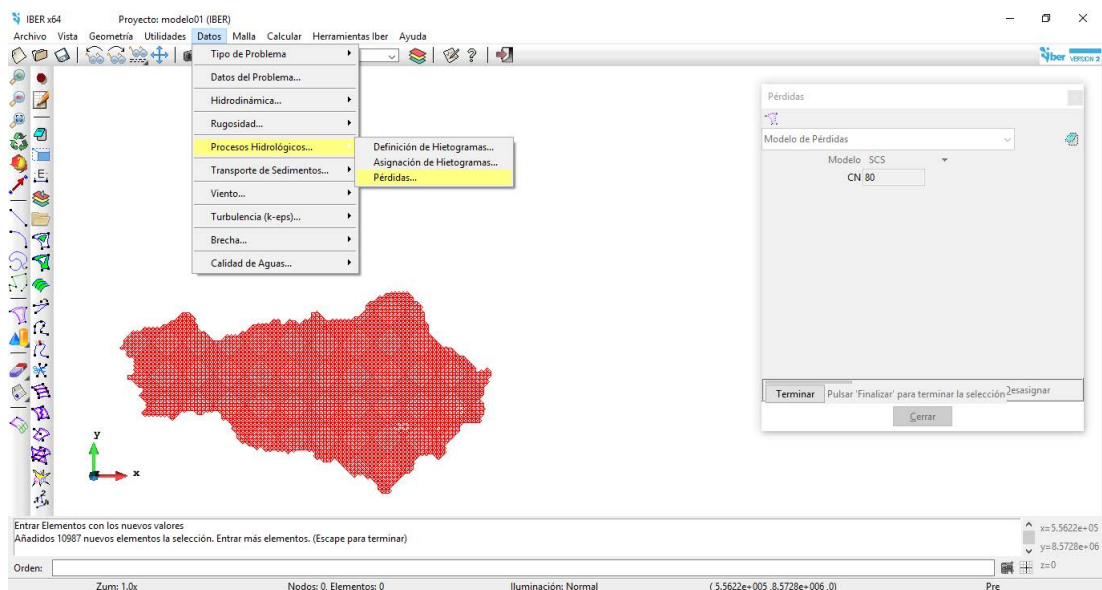 IBER x64 Proyecto: modelo01 (IBER)
Archivo Vista Geometría Utilidades Datos Malla Calcular Herramientas Iber Ayuda
Iber VERSION 2
Tipo de Problema
Datos del Problema...
Hidrodinámica...
Rugosidad...
Procesos Hidrológicos...
Transporte de Sedimentos...
Viento...
Turbulencia (k-eps)...
Brecha...
Calidad de Aguas...
Definición de Hietogramas...
Asignación de Hietogramas...
Pérdidas...
Pérdidas
Modelo de Pérdidas
Modelo SCS
CN 80
Terminar Pulsar 'Finalizar' para terminar la selección Desasignar
Cerrar
y
x
Entrar Elementos con los nuevos valores
Añadidos 10987 nuevos elementos la selección. Entrar más elementos. (Escape para terminar)
x=5.5622e+05
y=8.5728e+06
z=0
Orden:
Zum: 1.0x Nodos: 0, Elementos: 0 Iluminación: Normal ( 5.5622e+005 ,8.5728e+006 ,0) Pre